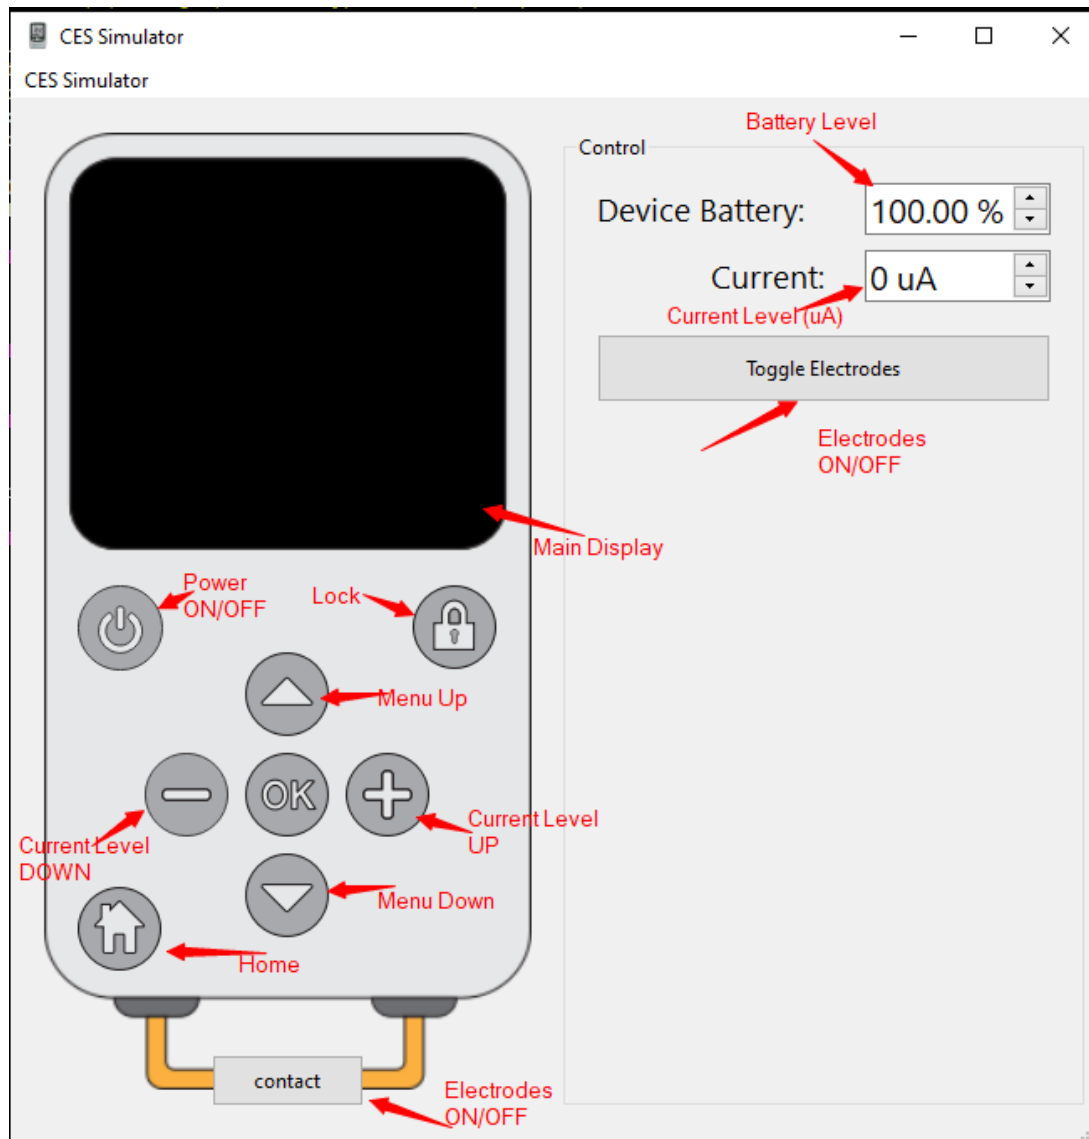 CES Simulator
CES Simulator
Battery Level
Control
Device Battery:
100.00 %
Current:
0 uA
Current Level (uA)
Toggle Electrodes
Electrodes
ON/OFF
Main Display
Power
ON/OFF
Lock
Menu Up
OK
Current Level
UP
Current Level
DOWN
Menu Down
Home
contact
Electrodes
ON/OFF